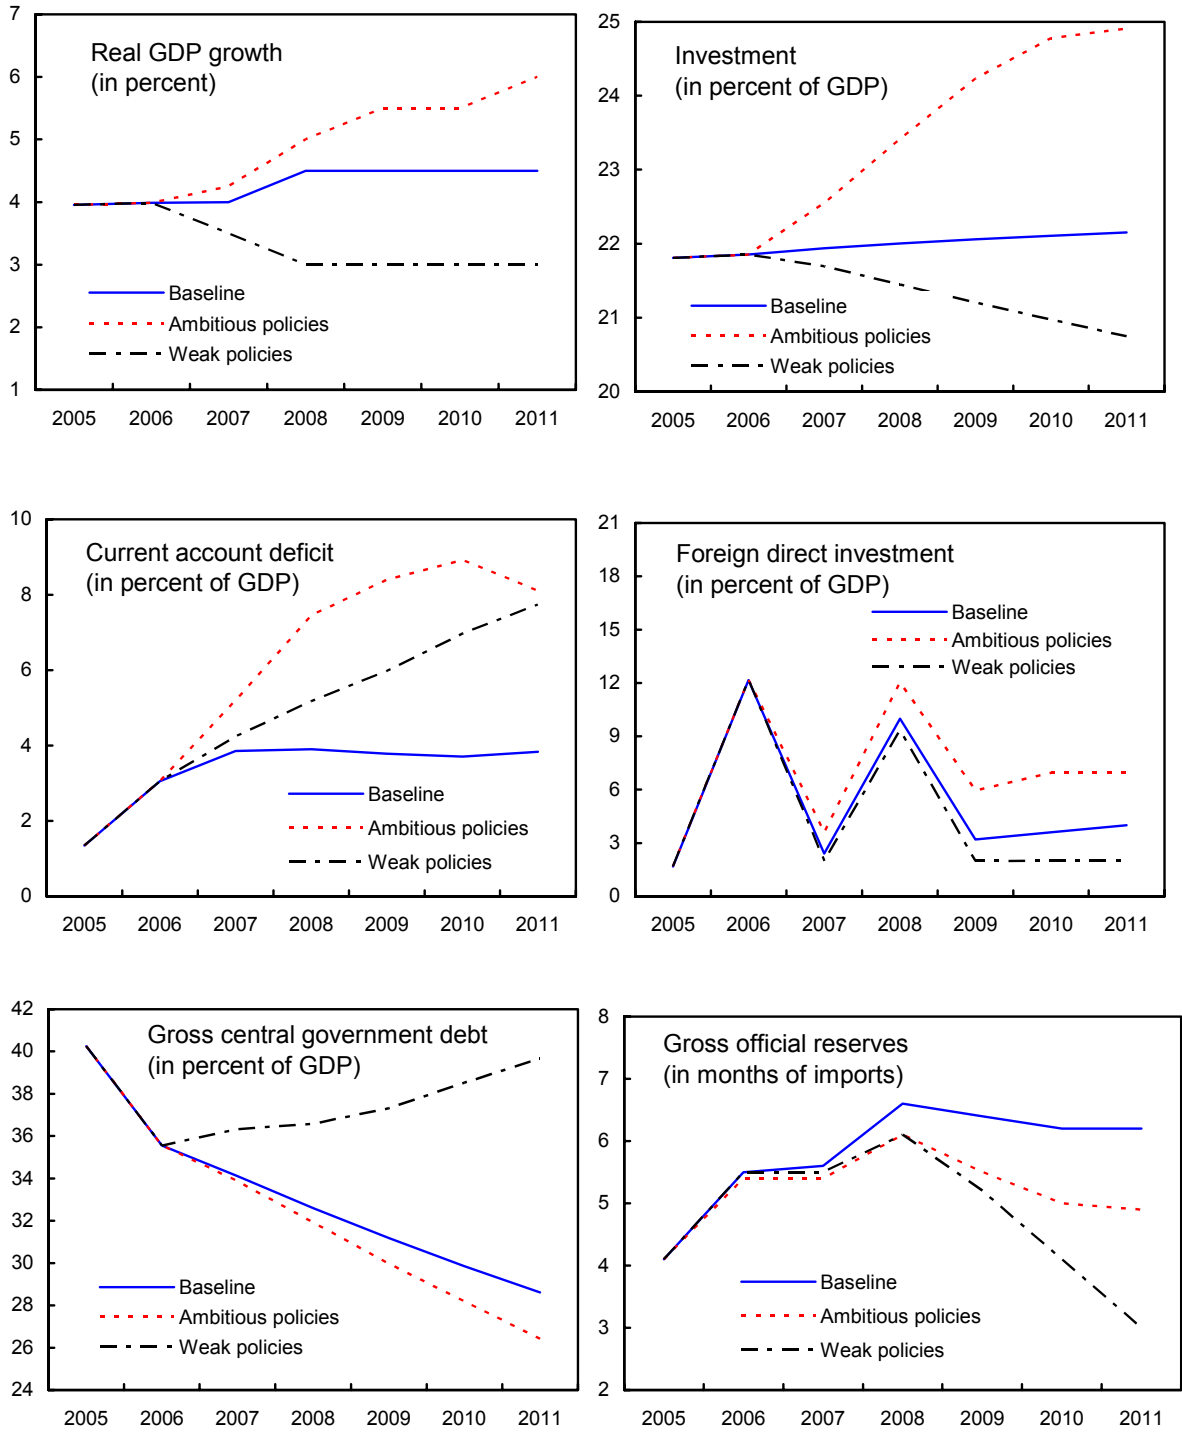 Real GDP growth
(in percent)
7
6
5
4
3
2
1
Baseline
Ambitious policies
Weak policies
2005 2006 2007 2008 2009 2010 2011
Investment
(in percent of GDP)
25
24
23
22
21
20
Baseline
Ambitious policies
Weak policies
2005 2006 2007 2008 2009 2010 2011
Current account deficit
(in percent of GDP)
10
8
6
4
2
0
Baseline
Ambitious policies
Weak policies
2005 2006 2007 2008 2009 2010 2011
Foreign direct investment
(in percent of GDP)
21
18
15
12
9
6
3
0
Baseline
Ambitious policies
Weak policies
2005 2006 2007 2008 2009 2010 2011
Gross central government debt
(in percent of GDP)
42
40
38
36
34
32
30
28
26
24
Baseline
Ambitious policies
Weak policies
2005 2006 2007 2008 2009 2010 2011
Gross official reserves
(in months of imports)
8
7
6
5
4
3
2
Baseline
Ambitious policies
Weak policies
2005 2006 2007 2008 2009 2010 2011